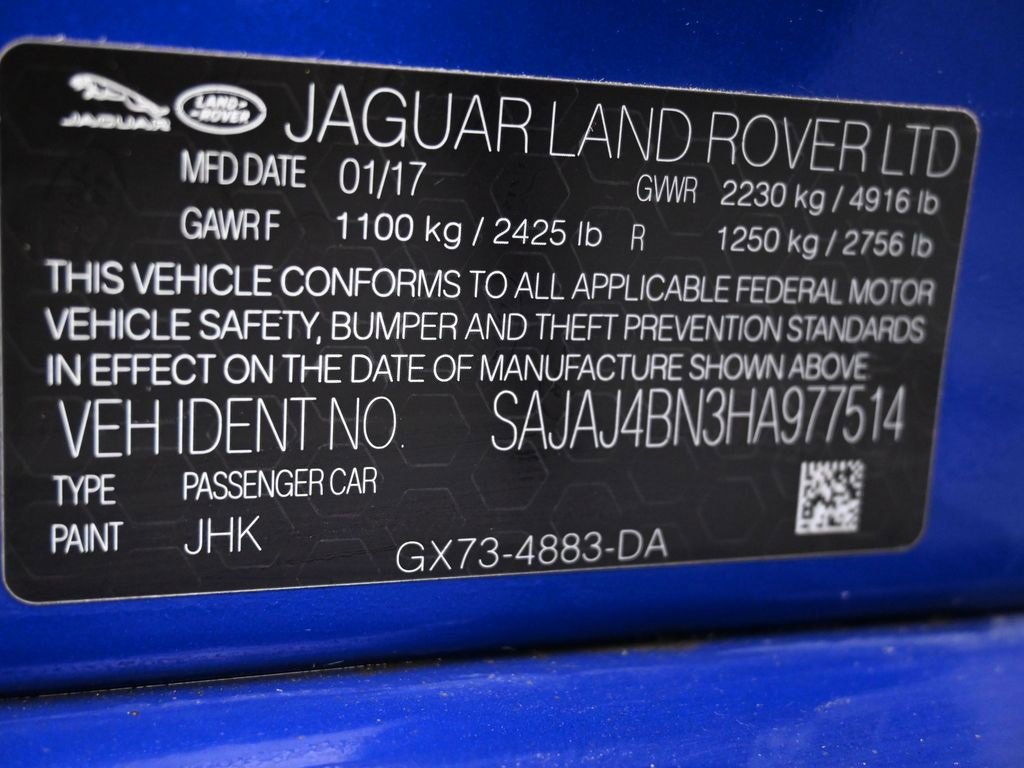 JAGUAR LAND ROVER JAGUAR LAND ROVER LTD
MFD DATE 01/17 GVWR 2230 kg / 4916 lb
GAWR F 1100 kg / 2425 lb R 1250 kg / 2756 lb
THIS VEHICLE CONFORMS TO ALL APPLICABLE FEDERAL MOTOR
VEHICLE SAFETY, BUMPER AND THEFT PREVENTION STANDARDS
IN EFFECT ON THE DATE OF MANUFACTURE SHOWN ABOVE
VEH IDENT NO. SAJAJ4BN3HA977514
TYPE PASSENGER CAR
PAINT JHK
GX73-4883-DA